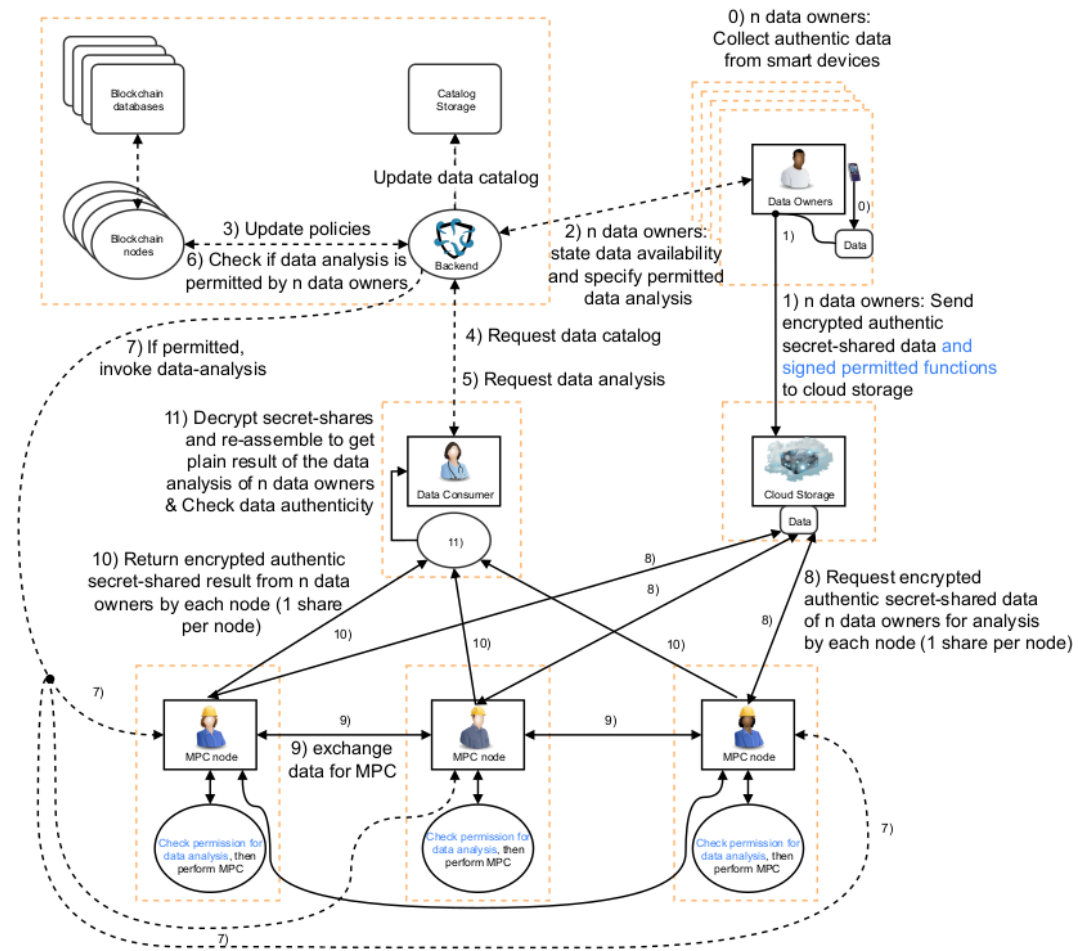 0) n data owners:
Collect authentic data
from smart devices
Blockchain
databases
Catalog
Storage
Update data catalog
Data Owners
0)
1)
Data
Blockchain
nodes
3) Update policies
6) Check if data analysis is
permitted by n data owners
Backend
2) n data owners:
state data availability
and specify permitted
data analysis
1) n data owners: Send
encrypted authentic
secret-shared data and
signed permitted functions
to cloud storage
7) If permitted,
invoke data-analysis
4) Request data catalog
5) Request data analysis
11) Decrypt secret-shares
and re-assemble to get
plain result of the data
analysis of n data owners
& Check data authenticity
Data Consumer
11)
Cloud Storage
Data
10) Return encrypted authentic
secret-shared result from n data
owners by each node (1 share
per node)
8)
8)
8)
8) Request encrypted
authentic secret-shared data
of n data owners for analysis
by each node (1 share per node)
10)
10)
10)
7)
MPC node
9)
9) exchange
data for MPC
MPC node
9)
MPC node
Check permission for
data analysis, then
perform MPC
Check permission for
data analysis, then
perform MPC
Check permission for
data analysis, then
perform MPC
7)
7)